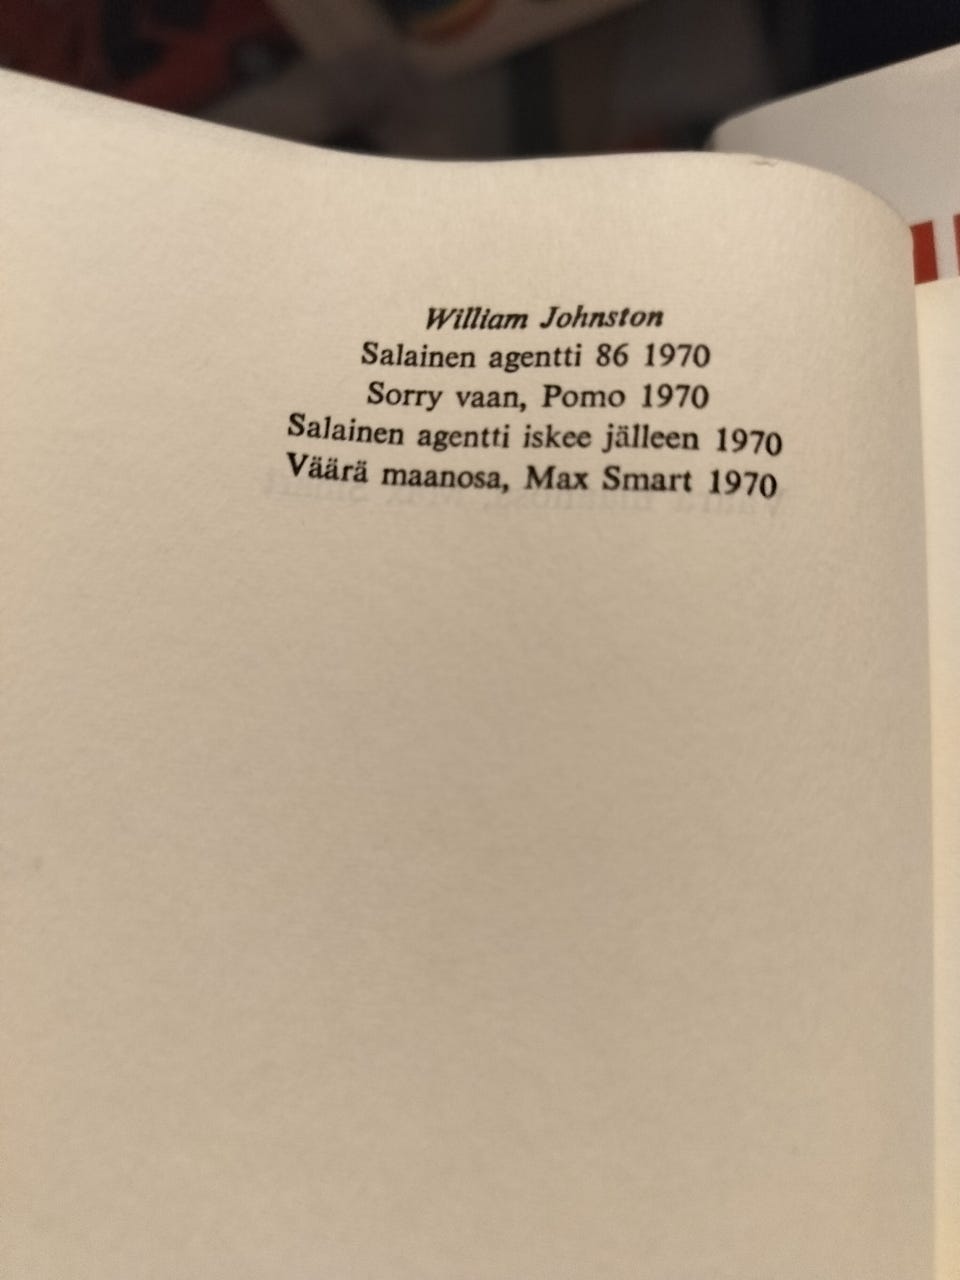 William Johnston
Salainen agentti 86 1970
Sorry vaan, Pomo 1970
Salainen agentti iskee jälleen 1970
Väärä maanosa, Max Smart 1970